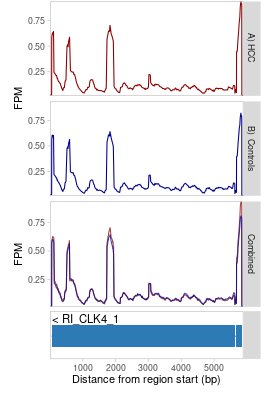 0.75
0.50
0.25
A) HCC
FPM
0.75
0.50
0.25
B) Controls
0.75
0.50
0.25
Combined
FPM
< RI_CLK4_1
1000 2000 3000 4000 5000
Distance from region start (bp)